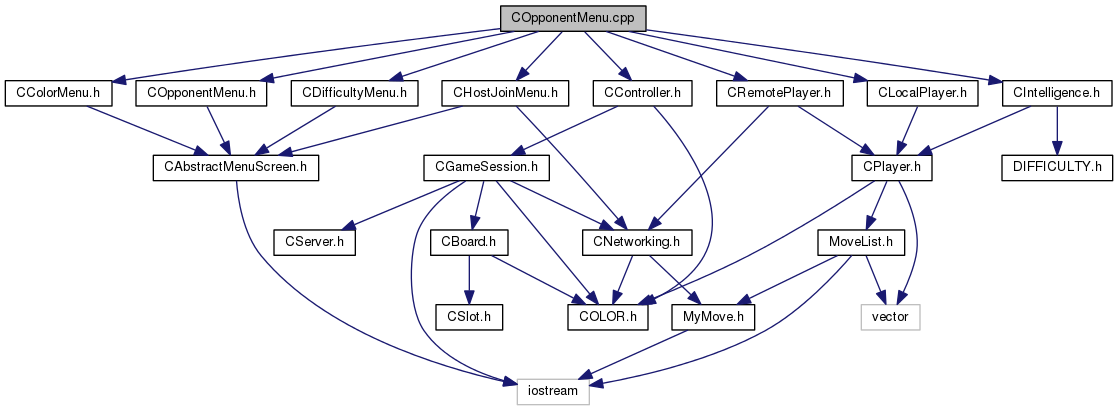 COpponentMenu.cpp
CColorMenu.h
COpponentMenu.h
CDifficultyMenu.h
CHostJoinMenu.h
CController.h
CRemotePlayer.h
CLocalPlayer.h
CIntelligence.h
CAbstractMenuScreen.h
CGameSession.h
CPlayer.h
DIFFICULTY.h
CServer.h
CBoard.h
CNetworking.h
MoveList.h
CSlot.h
COLOR.h
MyMove.h
vector
iostream